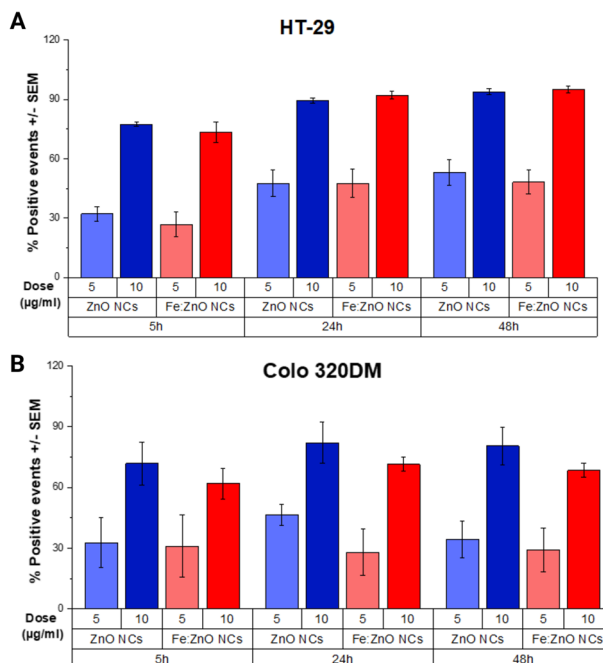 A
HT-29
120
90
60
30
0
% Positive events +/- SEM
Dose 5 10 5 10 5 10 5 10 5 10 5 10
(µg/ml) ZnO NCs Fe:ZnO NCs ZnO NCs Fe:ZnO NCs ZnO NCs Fe:ZnO NCs
5h 24h 48h
B
Colo 320DM
120
90
60
30
0
% Positive events +/- SEM
Dose 5 10 5 10 5 10 5 10 5 10 5 10
(µg/ml) ZnO NCs Fe:ZnO NCs ZnO NCs Fe:ZnO NCs ZnO NCs Fe:ZnO NCs
5h 24h 48h